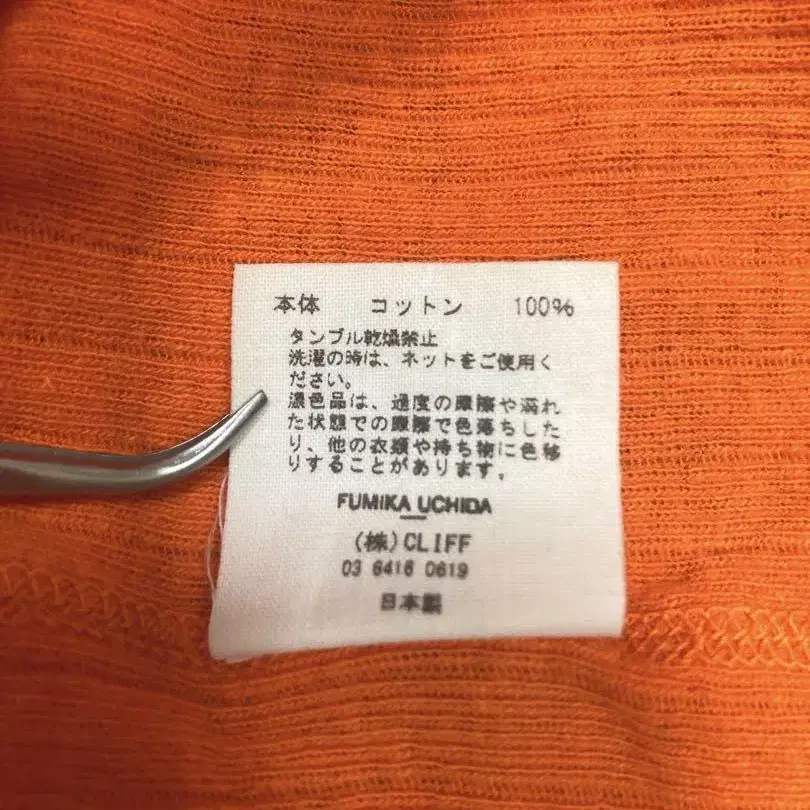 本体 コットン 100%
タンブル乾燥禁止
洗濯の時は、ネットをご使用く
ださい。
濃色品は、過度の摩擦や濡れ
た状態での摩擦で色落ちした
り、他の衣類や持ち物に色移
りすることがあります。
FUMIKA UCHIDA
(株)CLIFF
03 6416 0619
日本製